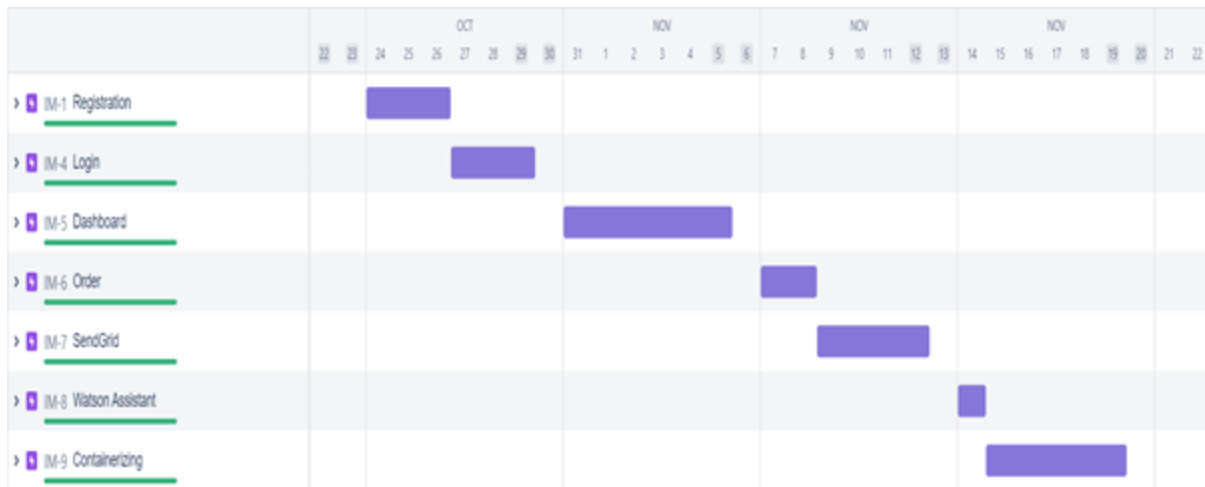 OCT NOV NOV NOV
22 23 24 25 26 27 28 29 30 31 1 2 3 4 5 6 7 8 9 10 11 12 13 14 15 16 17 18 19 20 21 22
IM-1 Registration
IM-4 Login
IM-5 Dashboard
IM-6 Order
IM-7 SendGrid
IM-8 Watson Assistant
IM-9 Containerizing